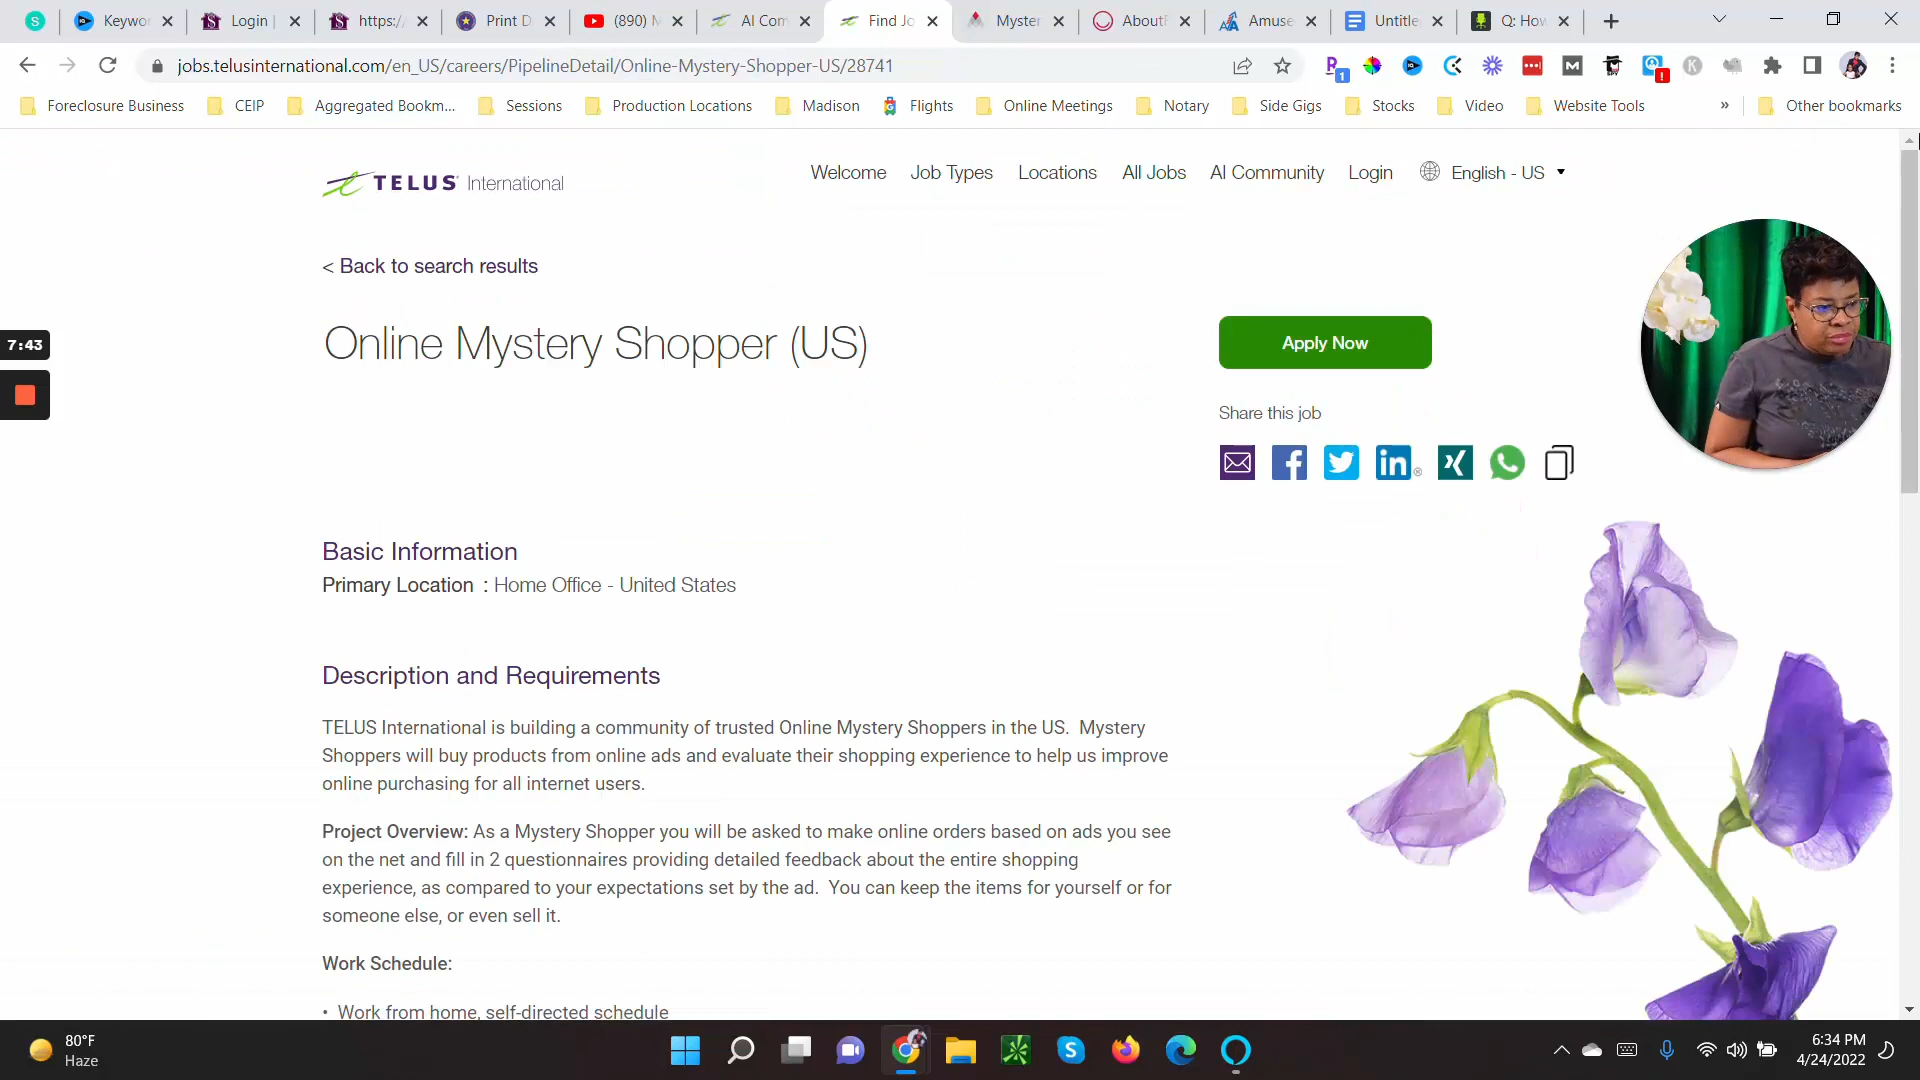 Keywor
Login |
https:/
Print D
(890) M
AI Com
Find Jo
Myster
About
Amuse
Untitle
Q: How
jobs.telusinternational.com/en_US/careers/PipelineDetail/Online-Mystery-Shopper-US/28741
1
!
Foreclosure Business
CEIP
Aggregated Bookm...
Sessions
Production Locations
Madison
Flights
Online Meetings
Notary
Side Gigs
Stocks
Video
Website Tools
»
Other bookmarks
TELUS International
Welcome
Job Types
Locations
All Jobs
AI Community
Login
English - US
< Back to search results
7:43
Online Mystery Shopper (US)
Apply Now
Share this job
Basic Information
Primary Location : Home Office - United States
Description and Requirements
TELUS International is building a community of trusted Online Mystery Shoppers in the US. Mystery
Shoppers will buy products from online ads and evaluate their shopping experience to help us improve
online purchasing for all internet users.
Project Overview: As a Mystery Shopper you will be asked to make online orders based on ads you see
on the net and fill in 2 questionnaires providing detailed feedback about the entire shopping
experience, as compared to your expectations set by the ad. You can keep the items for yourself or for
someone else, or even sell it.
Work Schedule:
• Work from home, self-directed schedule
80°F
Haze
6:34 PM
4/24/2022